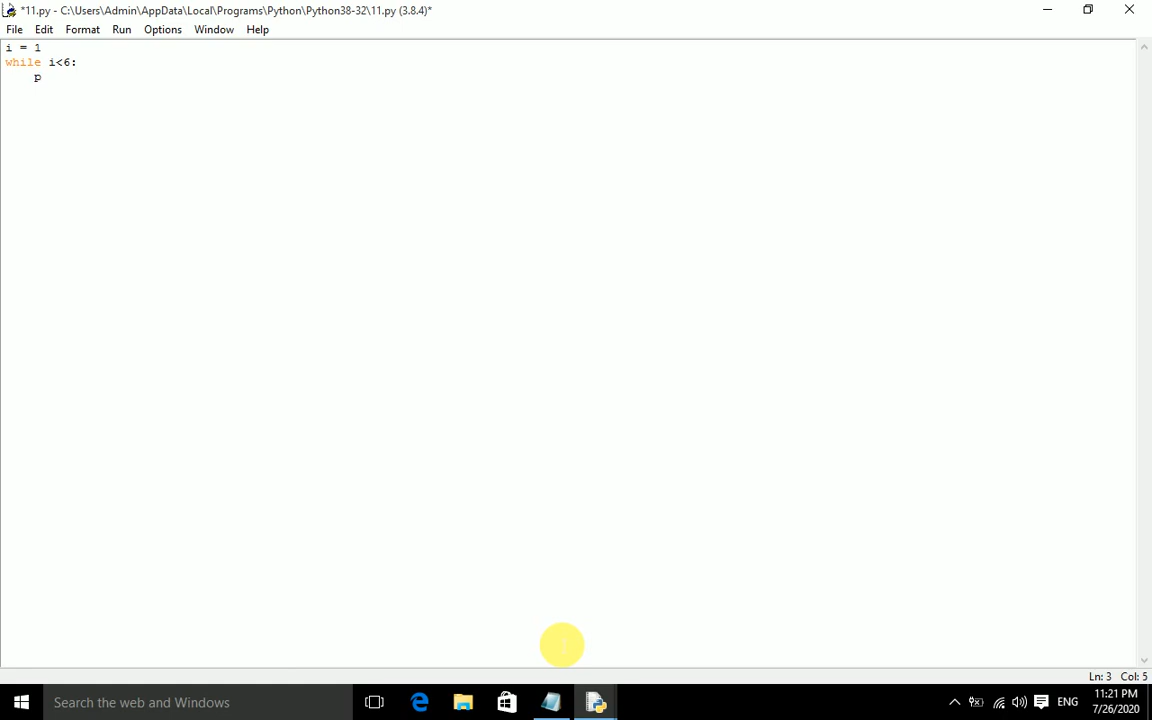 *11.py - C:\Users\Admin\AppData\Local\Programs\Python\Python38-32\11.py (3.8.4)*
File Edit Format Run Options Window Help
i = 1
while i<6:
    p
Ln: 3 Col: 5
Search the web and Windows
ENG
11:21 PM
7/26/2020